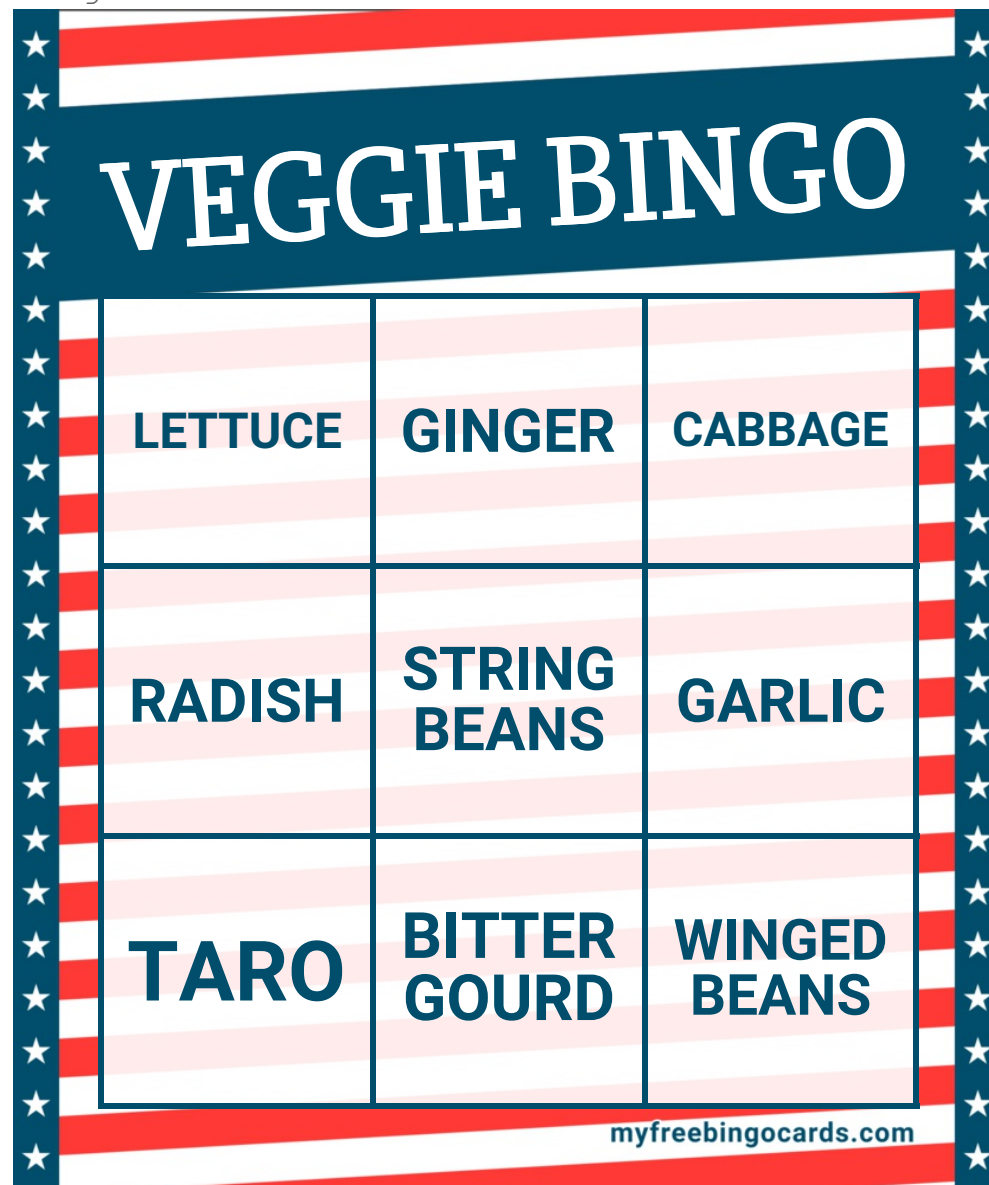 VEGGIE BINGO
LETTUCE
GINGER
CABBAGE
RADISH
STRING
BEANS
GARLIC
TARO
BITTER
GOURD
WINGED
BEANS
myfreebingocards.com